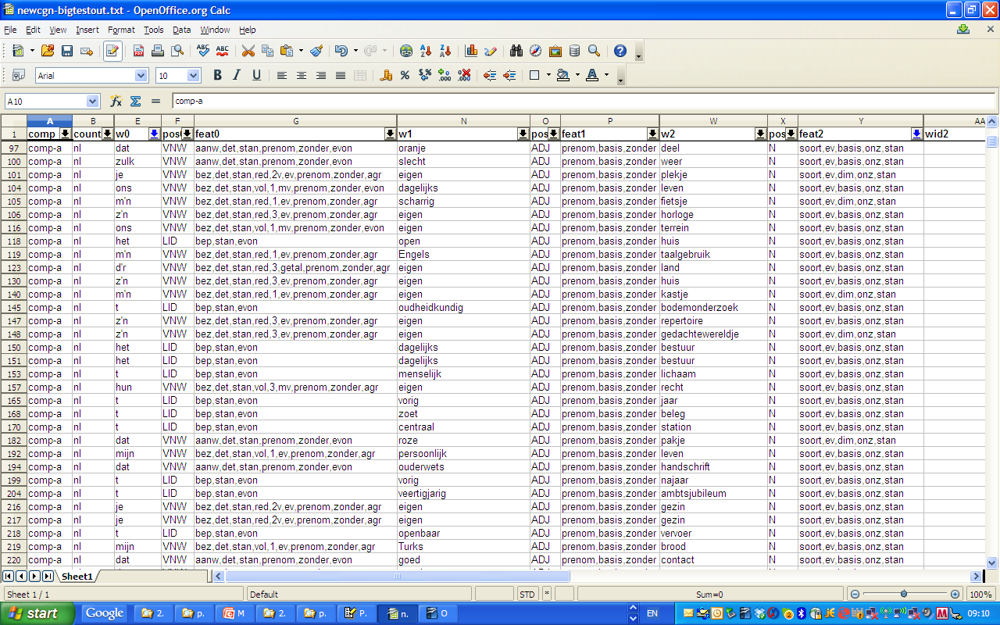 newcgn-bigtestout.txt - OpenOffice.org Calc
File Edit View Insert Format Tools Data Window Help
Arial 10
A10 comp-a
A B E F G N O P W X Y AA
1 comp count w0 pos feat0 w1 pos feat1 w2 pos feat2 wid2
97 comp-a nl dat VNW aanw,det,stan,prenom,zonder,evon oranje ADJ prenom,basis,zonder deel N soort,ev,basis,onz,stan
100 comp-a nl zulk VNW aanw,det,stan,prenom,zonder,evon slecht ADJ prenom,basis,zonder weer N soort,ev,basis,onz,stan
101 comp-a nl je VNW bez,det,stan,red,2v,ev,prenom,zonder,agr eigen ADJ prenom,basis,zonder plekje N soort,ev,dim,onz,stan
104 comp-a nl ons VNW bez,det,stan,vol,1,mv,prenom,zonder,evon dagelijks ADJ prenom,basis,zonder leven N soort,ev,basis,onz,stan
105 comp-a nl m'n VNW bez,det,stan,red,1,ev,prenom,zonder,agr scharrig ADJ prenom,basis,zonder fietsje N soort,ev,dim,onz,stan
106 comp-a nl z'n VNW bez,det,stan,red,3,ev,prenom,zonder,agr eigen ADJ prenom,basis,zonder horloge N soort,ev,basis,onz,stan
116 comp-a nl ons VNW bez,det,stan,vol,1,mv,prenom,zonder,evon eigen ADJ prenom,basis,zonder terrein N soort,ev,basis,onz,stan
118 comp-a nl het LID bep,stan,evon open ADJ prenom,basis,zonder huis N soort,ev,basis,onz,stan
119 comp-a nl m'n VNW bez,det,stan,red,1,ev,prenom,zonder,agr Engels ADJ prenom,basis,zonder taalgebruik N soort,ev,basis,onz,stan
123 comp-a nl d'r VNW bez,det,stan,red,3,getal,prenom,zonder,agr eigen ADJ prenom,basis,zonder land N soort,ev,basis,onz,stan
130 comp-a nl z'n VNW bez,det,stan,red,3,ev,prenom,zonder,agr eigen ADJ prenom,basis,zonder huis N soort,ev,basis,onz,stan
140 comp-a nl m'n VNW bez,det,stan,red,1,ev,prenom,zonder,agr eigen ADJ prenom,basis,zonder kastje N soort,ev,dim,onz,stan
145 comp-a nl t LID bep,stan,evon oudheidkundig ADJ prenom,basis,zonder bodemonderzoek N soort,ev,basis,onz,stan
147 comp-a nl z'n VNW bez,det,stan,red,3,ev,prenom,zonder,agr eigen ADJ prenom,basis,zonder repertoire N soort,ev,basis,onz,stan
148 comp-a nl z'n VNW bez,det,stan,red,3,ev,prenom,zonder,agr eigen ADJ prenom,basis,zonder gedachtewereldje N soort,ev,dim,onz,stan
150 comp-a nl het LID bep,stan,evon dagelijks ADJ prenom,basis,zonder bestuur N soort,ev,basis,onz,stan
151 comp-a nl het LID bep,stan,evon dagelijks ADJ prenom,basis,zonder bestuur N soort,ev,basis,onz,stan
153 comp-a nl t LID bep,stan,evon menselijk ADJ prenom,basis,zonder lichaam N soort,ev,basis,onz,stan
157 comp-a nl hun VNW bez,det,stan,vol,3,mv,prenom,zonder,agr eigen ADJ prenom,basis,zonder recht N soort,ev,basis,onz,stan
165 comp-a nl t LID bep,stan,evon vorig ADJ prenom,basis,zonder jaar N soort,ev,basis,onz,stan
168 comp-a nl t LID bep,stan,evon zoet ADJ prenom,basis,zonder beleg N soort,ev,basis,onz,stan
170 comp-a nl t LID bep,stan,evon centraal ADJ prenom,basis,zonder station N soort,ev,basis,onz,stan
182 comp-a nl dat VNW aanw,det,stan,prenom,zonder,evon roze ADJ prenom,basis,zonder pakje N soort,ev,dim,onz,stan
192 comp-a nl mijn VNW bez,det,stan,vol,1,ev,prenom,zonder,agr persoonlijk ADJ prenom,basis,zonder leven N soort,ev,basis,onz,stan
194 comp-a nl dat VNW aanw,det,stan,prenom,zonder,evon ouderwets ADJ prenom,basis,zonder handschrift N soort,ev,basis,onz,stan
199 comp-a nl t LID bep,stan,evon vorig ADJ prenom,basis,zonder najaar N soort,ev,basis,onz,stan
204 comp-a nl t LID bep,stan,evon veertigjarig ADJ prenom,basis,zonder ambtsjubileum N soort,ev,basis,onz,stan
216 comp-a nl je VNW bez,det,stan,red,2v,ev,prenom,zonder,agr eigen ADJ prenom,basis,zonder gezin N soort,ev,basis,onz,stan
217 comp-a nl je VNW bez,det,stan,red,2v,ev,prenom,zonder,agr eigen ADJ prenom,basis,zonder gezin N soort,ev,basis,onz,stan
218 comp-a nl t LID bep,stan,evon openbaar ADJ prenom,basis,zonder vervoer N soort,ev,basis,onz,stan
219 comp-a nl mijn VNW bez,det,stan,vol,1,ev,prenom,zonder,agr Turks ADJ prenom,basis,zonder brood N soort,ev,basis,onz,stan
220 comp-a nl dat VNW aanw,det,stan,prenom,zonder,evon goed ADJ prenom,basis,zonder contact N soort,ev,basis,onz,stan
Sheet1
Sheet 1 / 1 Default STD * Sum=0 100%
start Google 2. p. M 2. p. P. n. O EN 09:10